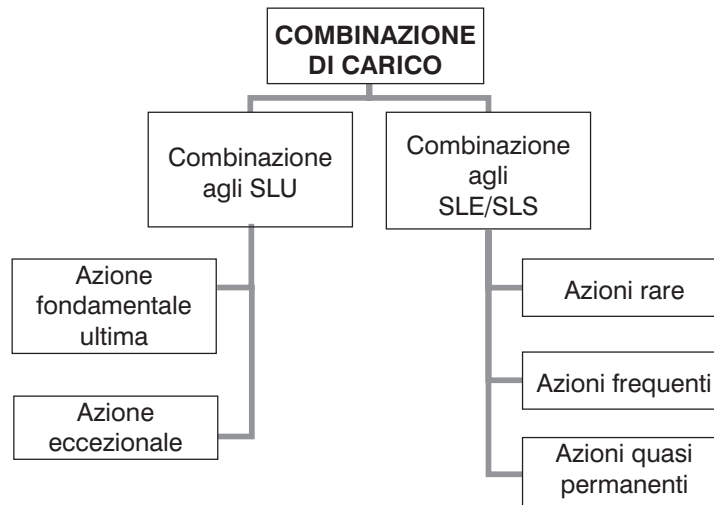 COMBINAZIONE
DI CARICO
Combinazione
agli SLU
Combinazione
agli
SLE/SLS
Azione
fondamentale
ultima
Azione
eccezionale
Azioni rare
Azioni frequenti
Azioni quasi
permanenti